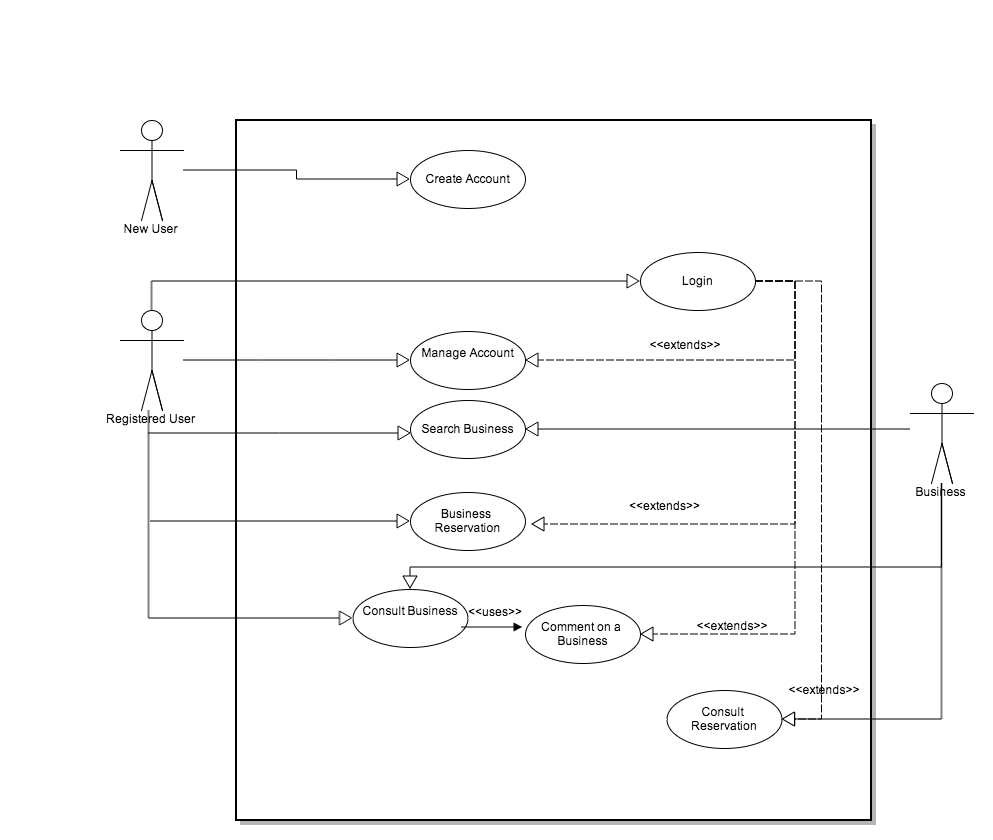 Create Account
New User
Login
<<extends>>
Manage Account
Registered User
Search Business
Business
<<extends>>
Business
Reservation
Consult Business
<<uses>>
Comment on a
Business
<<extends>>
<<extends>>
Consult
Reservation